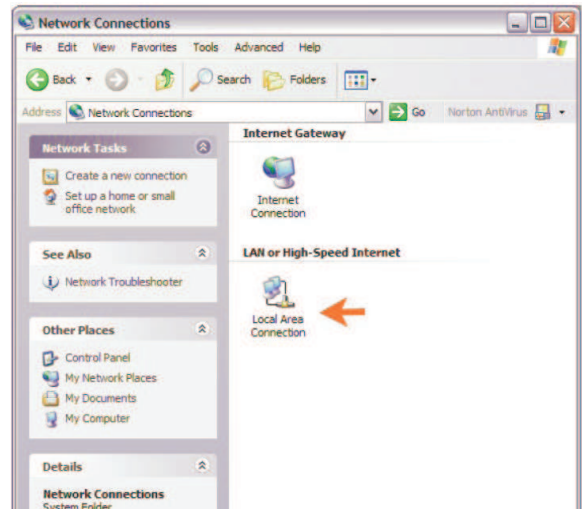 Network Connections
File Edit View Favorites Tools Advanced Help
Back Search Folders
Address Network Connections Go Norton AntiVirus
Network Tasks
Create a new connection
Set up a home or small
office network
See Also
Network Troubleshooter
Other Places
Control Panel
My Network Places
My Documents
My Computer
Details
Network Connections
System Folder
Internet Gateway
Internet
Connection
LAN or High-Speed Internet
Local Area
Connection